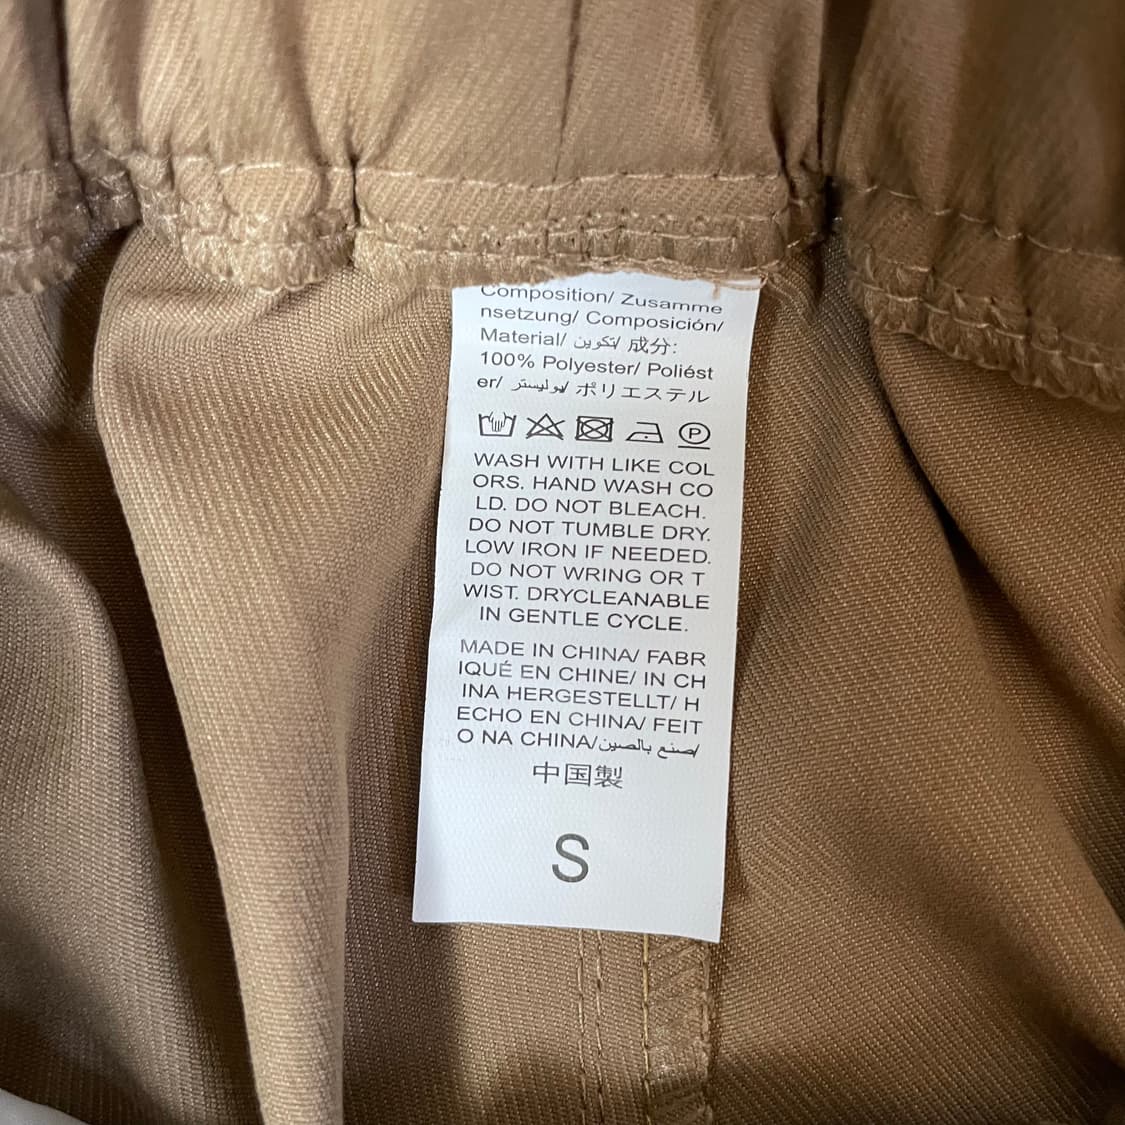 Composition/ Zusamme
nsetzung/ Composición/
Material/ تكوين/ 成分:
100% Polyester/ Poliést
er/ بوليستر/ ポリエステル
P
WASH WITH LIKE COL
ORS. HAND WASH CO
LD. DO NOT BLEACH.
DO NOT TUMBLE DRY.
LOW IRON IF NEEDED.
DO NOT WRING OR T
WIST. DRYCLEANABLE
IN GENTLE CYCLE.
MADE IN CHINA/ FABR
IQUÉ EN CHINE/ IN CH
INA HERGESTELLT/ H
ECHO EN CHINA/ FEIT
O NA CHINA/صنع بالصين/
中国製
S